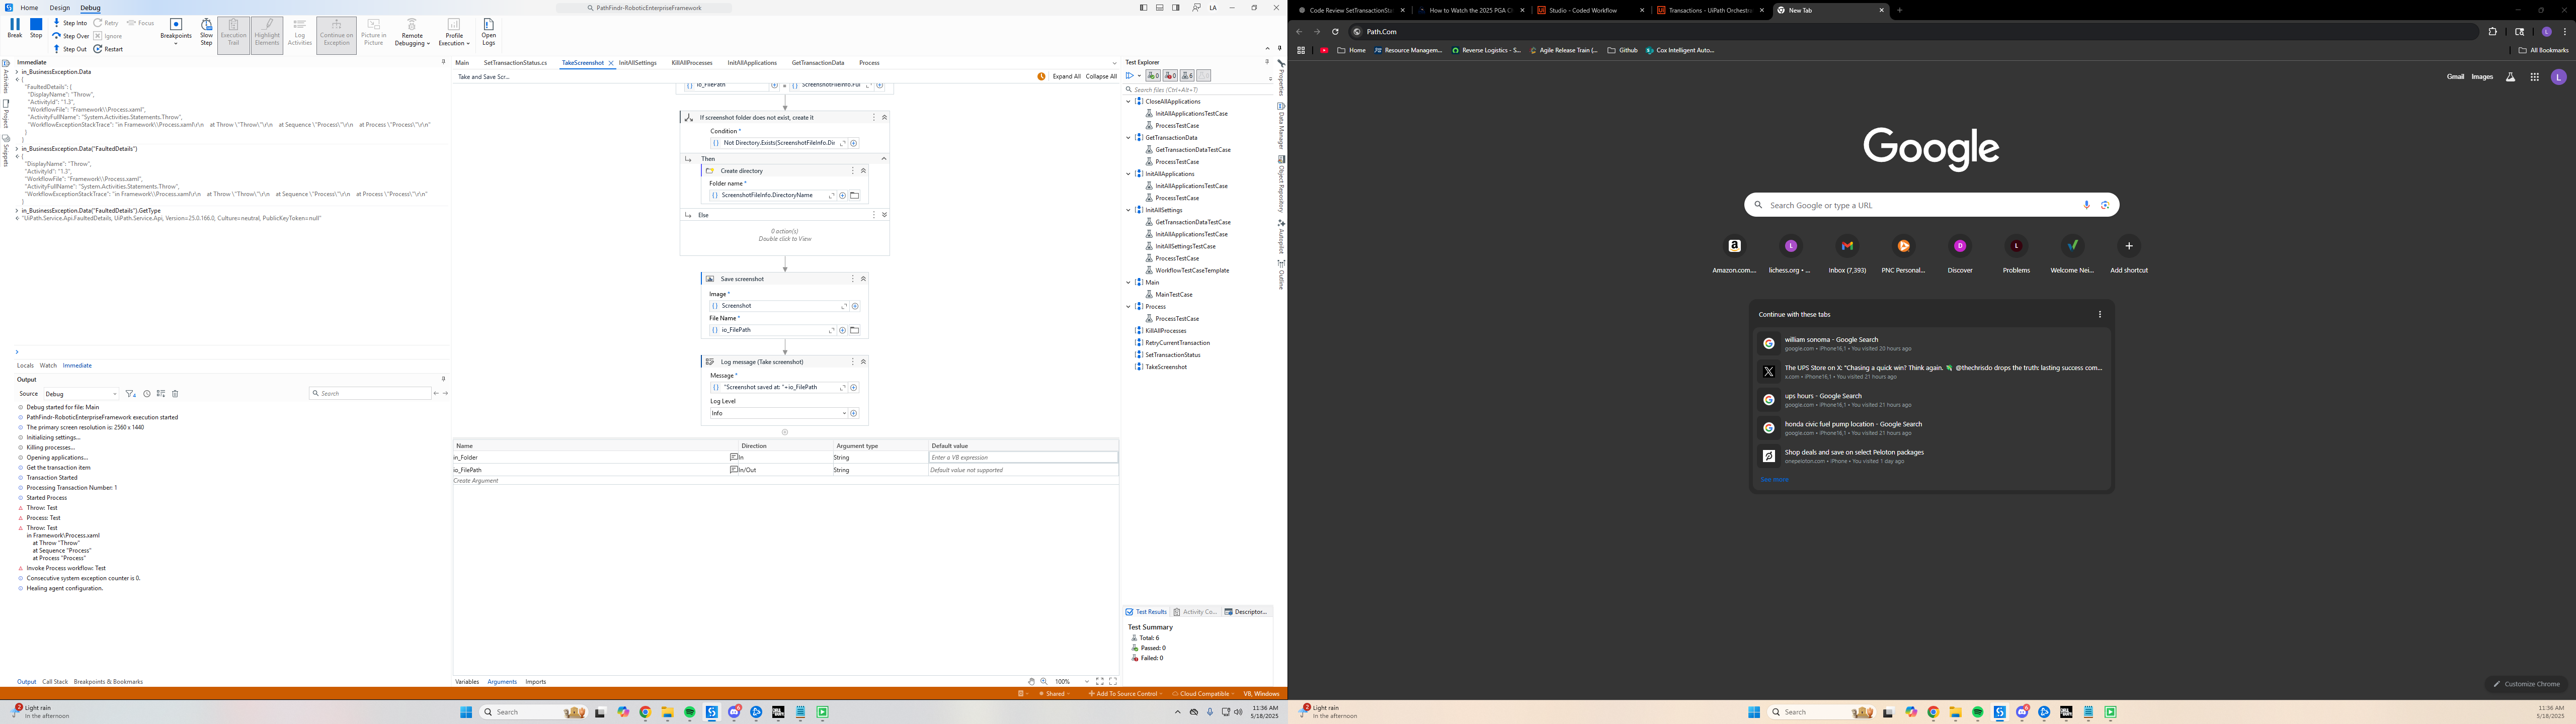 Home Design Debug
PathFindr-RoboticEnterpriseFramework
LA
Break
Stop
Step Into
Step Over
Step Out
Retry
Ignore
Restart
Focus
Breakpoints
Slow Step
Execution Trail
Highlight Elements
Log Activities
Continue on Exception
Picture in Picture
Remote Debugging
Profile Execution
Open Logs
Activities
Project
Snippets
Immediate
in_BusinessException.Data
{
"FaultedDetails": {
"DisplayName": "Throw",
"ActivityId": "1.3",
"WorkflowFile": "Framework\\Process.xaml",
"ActivityFullName": "System.Activities.Statements.Throw",
"WorkflowExceptionStackTrace": "in Framework\\Process.xaml\r\n at Throw \"Throw\"\r\n at Sequence \"Process\"\r\n at Process \"Process\"\r\n"
}
}
in_BusinessException.Data("FaultedDetails")
{
"DisplayName": "Throw",
"ActivityId": "1.3",
"WorkflowFile": "Framework\\Process.xaml",
"ActivityFullName": "System.Activities.Statements.Throw",
"WorkflowExceptionStackTrace": "in Framework\\Process.xaml\r\n at Throw \"Throw\"\r\n at Sequence \"Process\"\r\n at Process \"Process\"\r\n"
}
in_BusinessException.Data("FaultedDetails").GetType
"UiPath.Service.Api.FaultedDetails, UiPath.Service.Api, Version=25.0.166.0, Culture=neutral, PublicKeyToken=null"
Locals Watch Immediate
Output
Source Debug
Search
Debug started for file: Main
PathFindr-RoboticEnterpriseFramework execution started
The primary screen resolution is: 2560 x 1440
Initializing settings...
Killing processes...
Opening applications...
Get the transaction item
Transaction Started
Processing Transaction Number: 1
Started Process
Throw: Test
Process: Test
Throw: Test
in Framework\Process.xaml
at Throw "Throw"
at Sequence "Process"
at Process "Process"
Invoke Process workflow: Test
Consecutive system exception counter is 0.
Healing agent configuration.
Output Call Stack Breakpoints & Bookmarks
Main SetTransactionStatus.cs TakeScreenshot InitAllSettings KillAllProcesses InitAllApplications GetTransactionData Process
Take and Save Scr...
Expand All Collapse All
io_FilePath = ScreenshotFileInfo.Ful
If screenshot folder does not exist, create it
Condition *
Not Directory.Exists(ScreenshotFileInfo.Dir
Then
Create directory
Folder name *
ScreenshotFileInfo.DirectoryName
Else
0 action(s)
Double click to View
Save screenshot
Image *
Screenshot
File Name *
io_FilePath
Log message (Take screenshot)
Message *
"Screenshot saved at: "+io_FilePath
Log Level
Info
Name Direction Argument type Default value
in_Folder In String Enter a VB expression
io_FilePath In/Out String Default value not supported
Create Argument
Variables Arguments Imports
100%
Test Explorer
0 0 6
Search files (Ctrl+Alt+T)
CloseAllApplications
InitAllApplicationsTestCase
ProcessTestCase
GetTransactionData
GetTransactionDataTestCase
ProcessTestCase
InitAllApplications
InitAllApplicationsTestCase
ProcessTestCase
InitAllSettings
GetTransactionDataTestCase
InitAllApplicationsTestCase
InitAllSettingsTestCase
ProcessTestCase
WorkflowTestCaseTemplate
Main
MainTestCase
Process
ProcessTestCase
KillAllProcesses
RetryCurrentTransaction
SetTransactionStatus
TakeScreenshot
Test Results Activity Co... Descriptor...
Test Summary
Total: 6
Passed: 0
Failed: 0
Properties
Data Manager
Object Repository
Autopilot
Outline
Shared Add To Source Control Cloud Compatible VB, Windows
Light rain
In the afternoon
Search
11:36 AM
5/18/2025
Code Review SetTransactionSta
How to Watch the 2025 PGA C
Studio - Coded Workflow
Transactions - UiPath Orchestr
New Tab
Path.Com
Home
Resource Managem...
Reverse Logistics - S...
Agile Release Train (...
Github
Cox Intelligent Auto...
All Bookmarks
Gmail Images
L
Google
Search Google or type a URL
Amazon.com....
lichess.org • ...
Inbox (7,393)
PNC Personal...
Discover
Problems
Welcome Nei...
Add shortcut
Continue with these tabs
william sonoma - Google Search
google.com • iPhone16,1 • You visited 20 hours ago
The UPS Store on X: "Chasing a quick win? Think again. @thechrisdo drops the truth: lasting success com...
x.com • iPhone16,1 • You visited 21 hours ago
ups hours - Google Search
google.com • iPhone16,1 • You visited 21 hours ago
honda civic fuel pump location - Google Search
google.com • iPhone16,1 • You visited 21 hours ago
Shop deals and save on select Peloton packages
onepeloton.com • iPhone • You visited 1 day ago
See more
Customize Chrome
Light rain
In the afternoon
Search
11:36 AM
5/18/2025